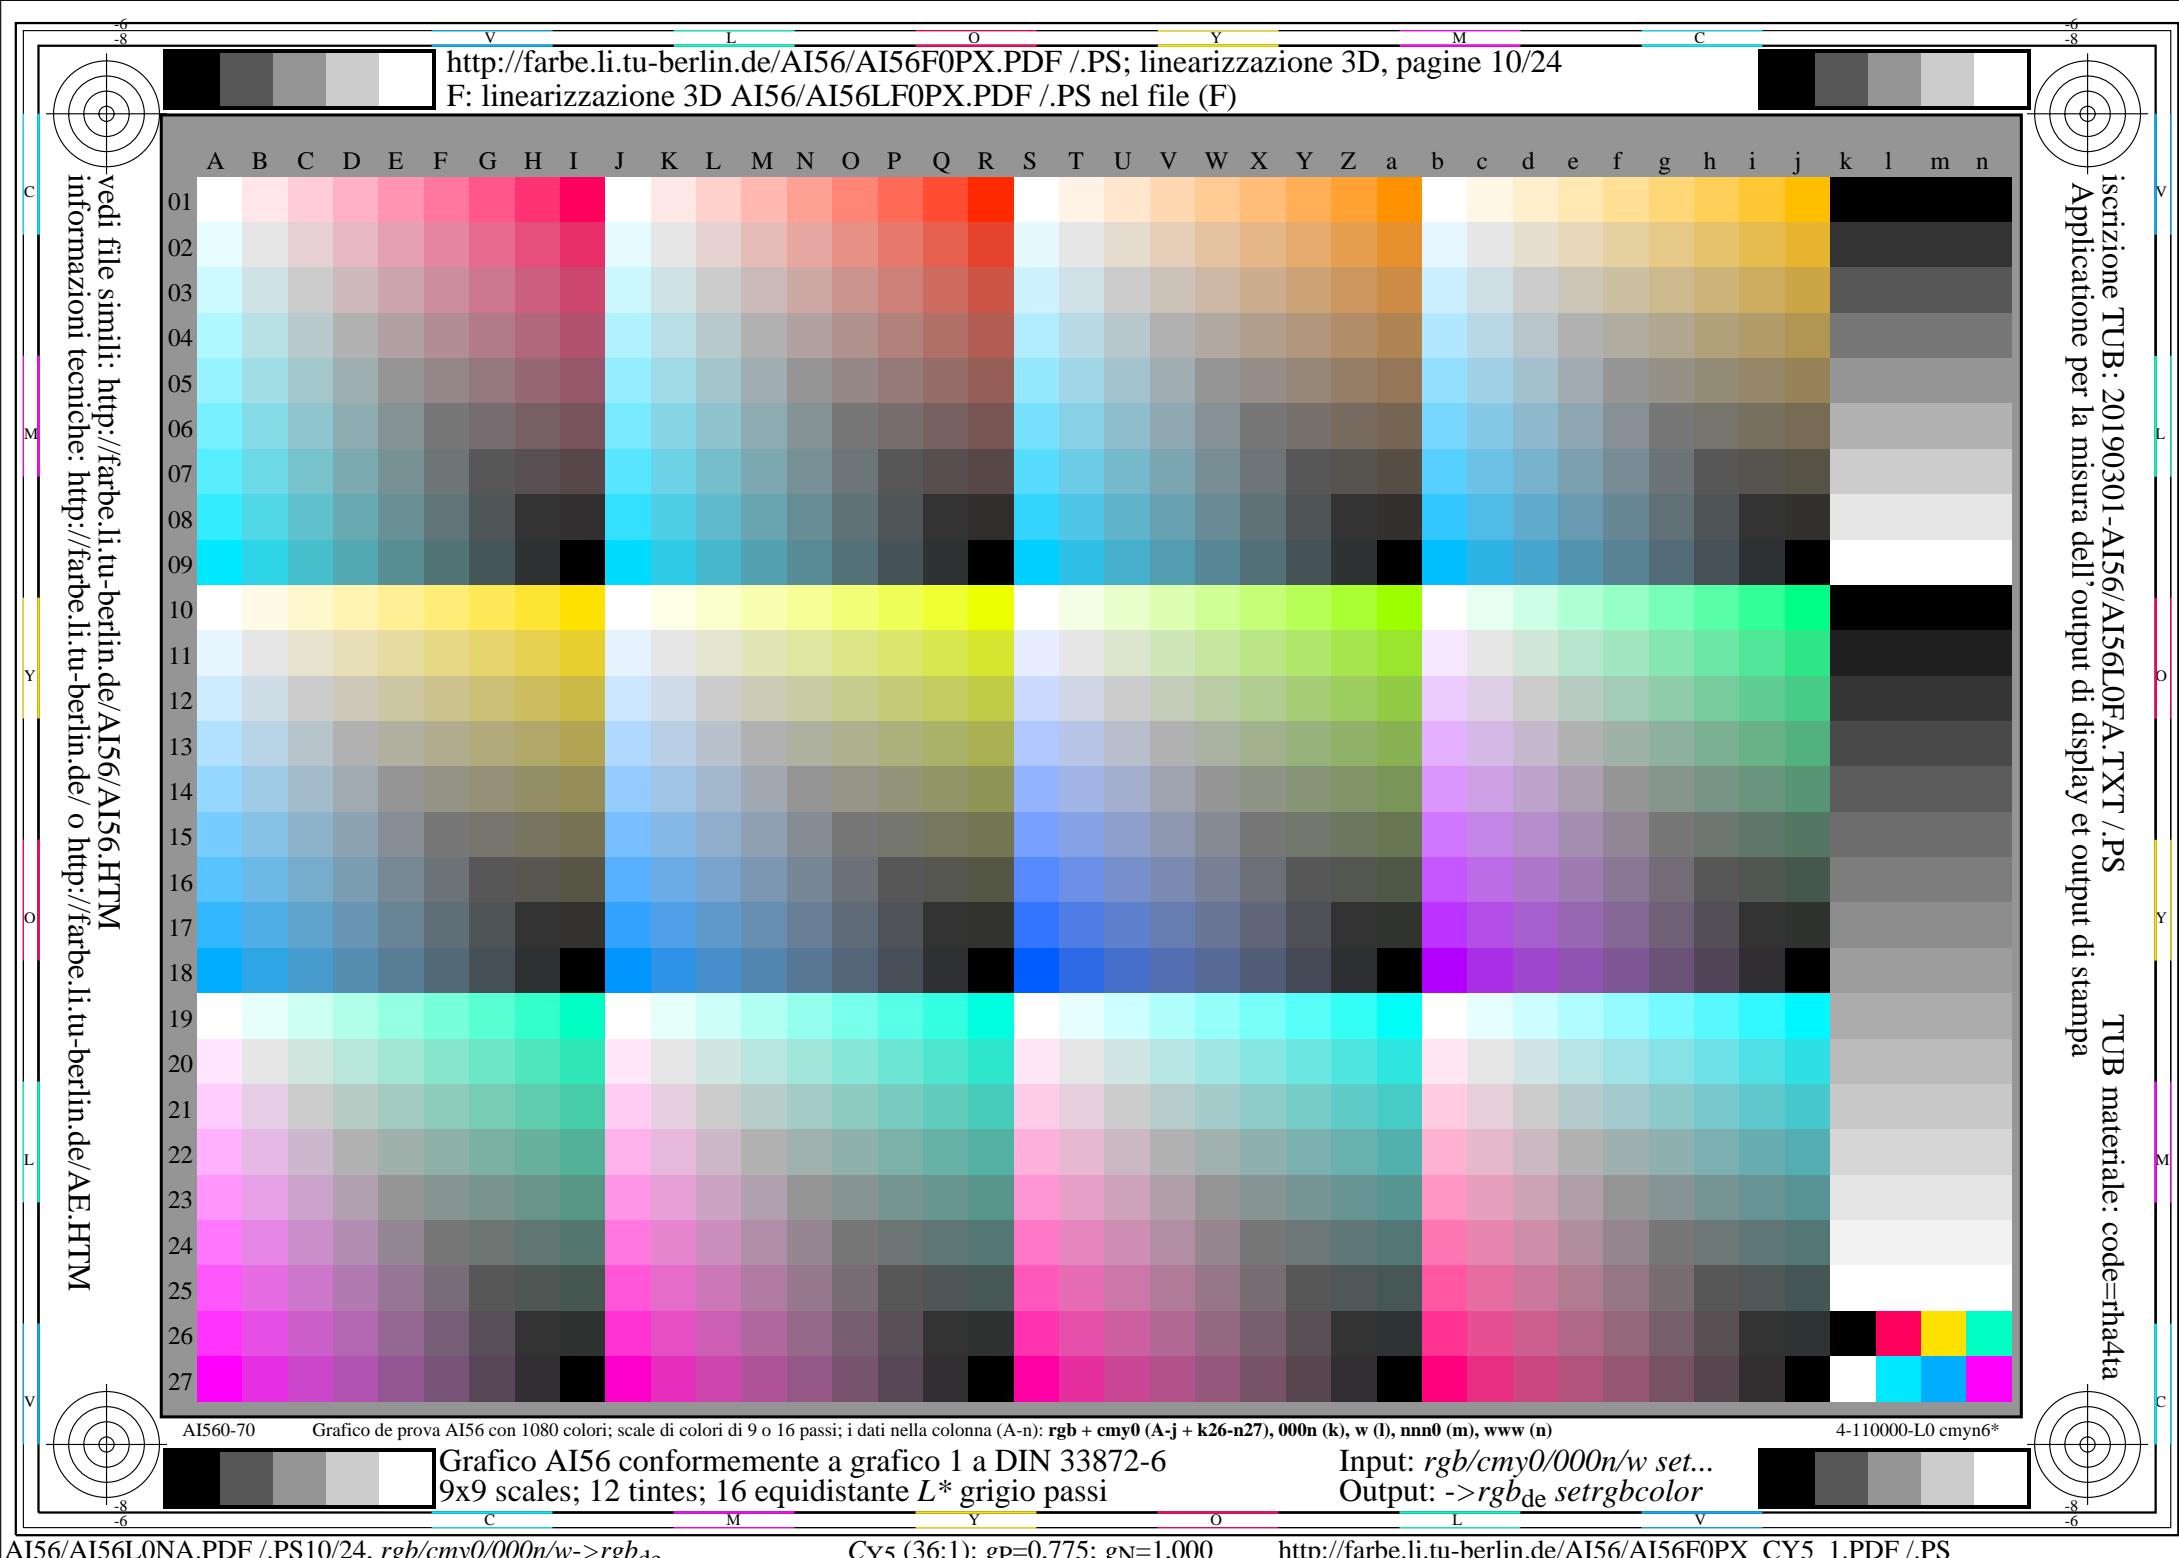 -6
-8
-6
-8
V L O Y M C
http://farbe.li.tu-berlin.de/AI56/AI56F0PX.PDF /.PS; linearizzazione 3D, pagine 10/24
F: linearizzazione 3D AI56/AI56LF0PX.PDF /.PS nel file (F)
A B C D E F G H I J K L M N O P Q R S T U V W X Y Z a b c d e f g h i j k l m n
01
02
03
04
05
06
07
08
09
10
11
12
13
14
15
16
17
18
19
20
21
22
23
24
25
26
27
C
M
Y
O
L
V
vedi file simili: http://farbe.li.tu-berlin.de/AI56/AI56.HTM
informazioni tecniche: http://farbe.li.tu-berlin.de/ o http://farbe.li.tu-berlin.de/AE.HTM
iscrizione TUB: 20190301-AI56/AI56L0FA.TXT /.PS TUB materiale: code=rha4ta
Applicatione per la misura dell'output di display et output di stampa
V
L
O
Y
M
C
AI560-70 Grafico de prova AI56 con 1080 colori; scale di colori di 9 o 16 passi; i dati nella colonna (A-n): rgb + cmy0 (A-j + k26-n27), 000n (k), w (l), nnn0 (m), www (n) 4-110000-L0 cmyn6*
Grafico AI56 conformemente a grafico 1 a DIN 33872-6
9x9 scales; 12 tintes; 16 equidistante L* grigio passi
Input: rgb/cmy0/000n/w set...
Output: ->rgbde setrgbcolor
-8
-6
-8
-6
C M Y O L V
AI56/AI56L0NA.PDF /.PS10/24, rgb/cmy0/000n/w->rgbde CY5 (36:1); gP=0.775; gN=1.000 http://farbe.li.tu-berlin.de/AI56/AI56F0PX_CY5_1.PDF /.PS